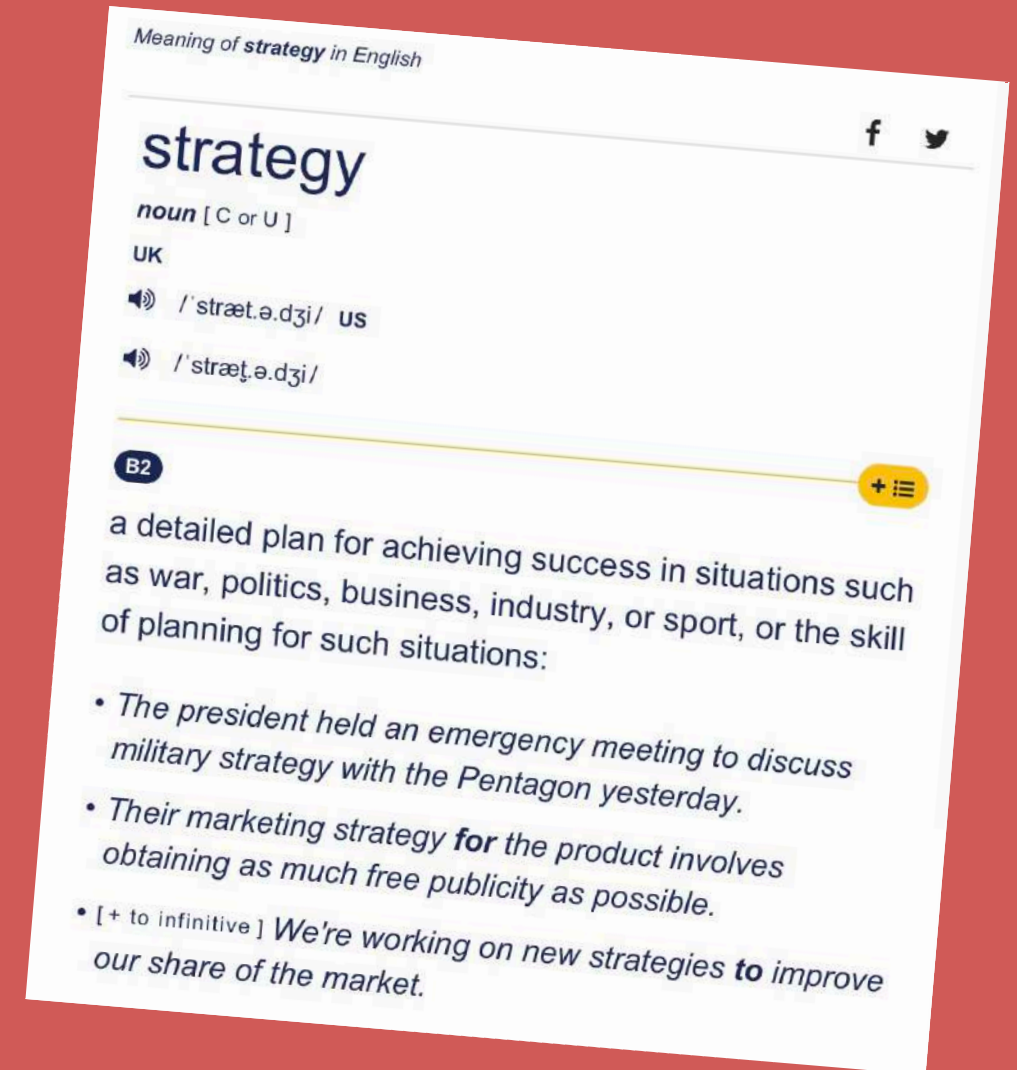 Meaning of strategy in English
strategy
noun [ C or U ]
UK
/ˈstræt.ə.dʒi/ US
/ˈstræt̬.ə.dʒi/
B2
a detailed plan for achieving success in situations such
as war, politics, business, industry, or sport, or the skill
of planning for such situations:
• The president held an emergency meeting to discuss
military strategy with the Pentagon yesterday.
• Their marketing strategy for the product involves
obtaining as much free publicity as possible.
• [ + to infinitive ] We're working on new strategies to improve
our share of the market.